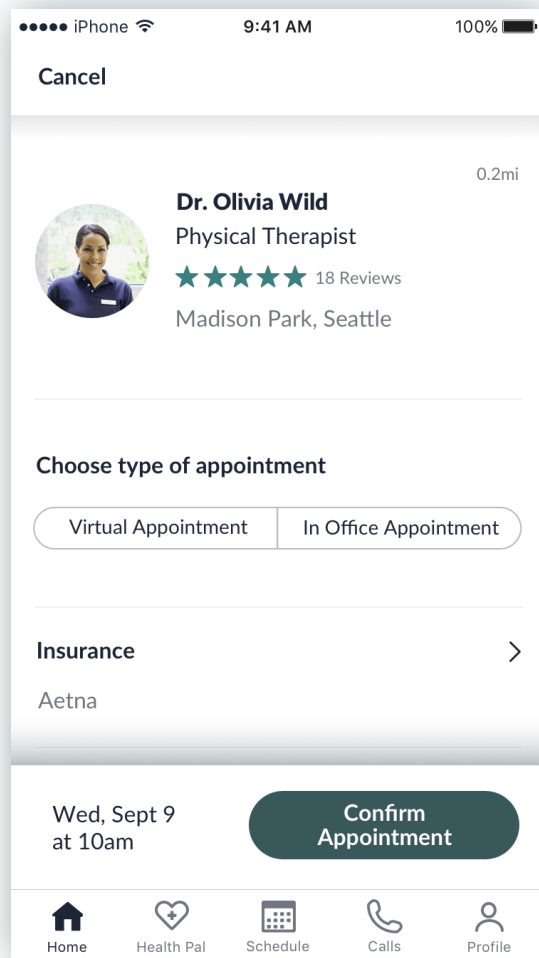 iPhone 9:41 AM 100%
Cancel
0.2mi
Dr. Olivia Wild
Physical Therapist
18 Reviews
Madison Park, Seattle
Choose type of appointment
Virtual Appointment In Office Appointment
Insurance
Aetna
Wed, Sept 9
at 10am
Confirm
Appointment
Home Health Pal Schedule Calls Profile